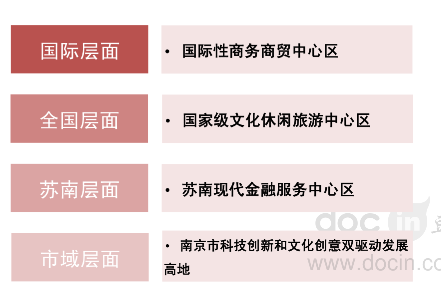 国际层面
• 国际性商务商贸中心区
全国层面
• 国家级文化休闲旅游中心区
苏南层面
• 苏南现代金融服务中心区
市域层面
• 南京市科技创新和文化创意双驱动发展
高地
doc in
www.docin.co